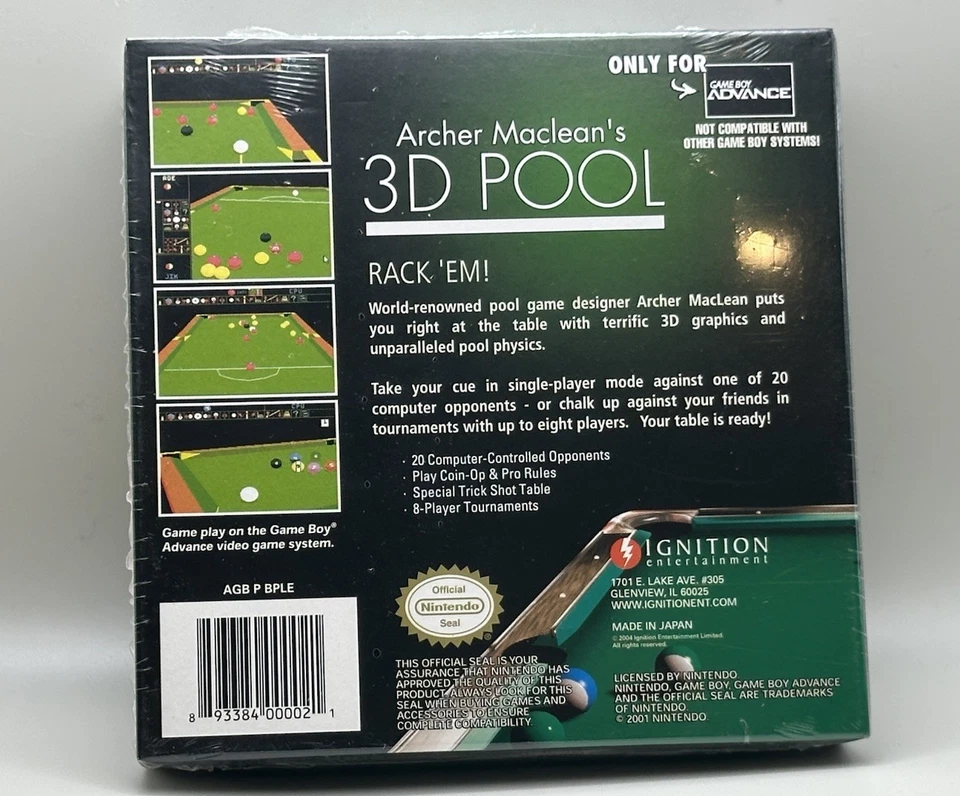 ONLY FOR
GAME BOY
ADVANCE
NOT COMPATIBLE WITH
OTHER GAME BOY SYSTEMS!
Archer Maclean's
3D POOL
RACK 'EM!
World-renowned pool game designer Archer MacLean puts
you right at the table with terrific 3D graphics and
unparalleled pool physics.
Take your cue in single-player mode against one of 20
computer opponents - or chalk up against your friends in
tournaments with up to eight players. Your table is ready!
· 20 Computer-Controlled Opponents
· Play Coin-Op & Pro Rules
· Special Trick Shot Table
· 8-Player Tournaments
JIM
CPU
CPU
Game play on the Game Boy®
Advance video game system.
AGB P BPLE
8 93384 00002 1
Official
Nintendo
Seal
®
THIS OFFICIAL SEAL IS YOUR
ASSURANCE THAT NINTENDO HAS
APPROVED THE QUALITY OF THIS
PRODUCT. ALWAYS LOOK FOR THIS
SEAL WHEN BUYING GAMES AND
ACCESSORIES TO ENSURE
COMPLETE COMPATIBILITY.
IGNITION
entertainment
1701 E. LAKE AVE. #305
GLENVIEW, IL 60025
WWW.IGNITIONENT.COM
MADE IN JAPAN
© 2004 Ignition Entertainment Limited.
All rights reserved.
LICENSED BY NINTENDO
NINTENDO, GAME BOY, GAME BOY ADVANCE
AND THE OFFICIAL SEAL ARE TRADEMARKS
OF NINTENDO.
© 2001 NINTENDO.